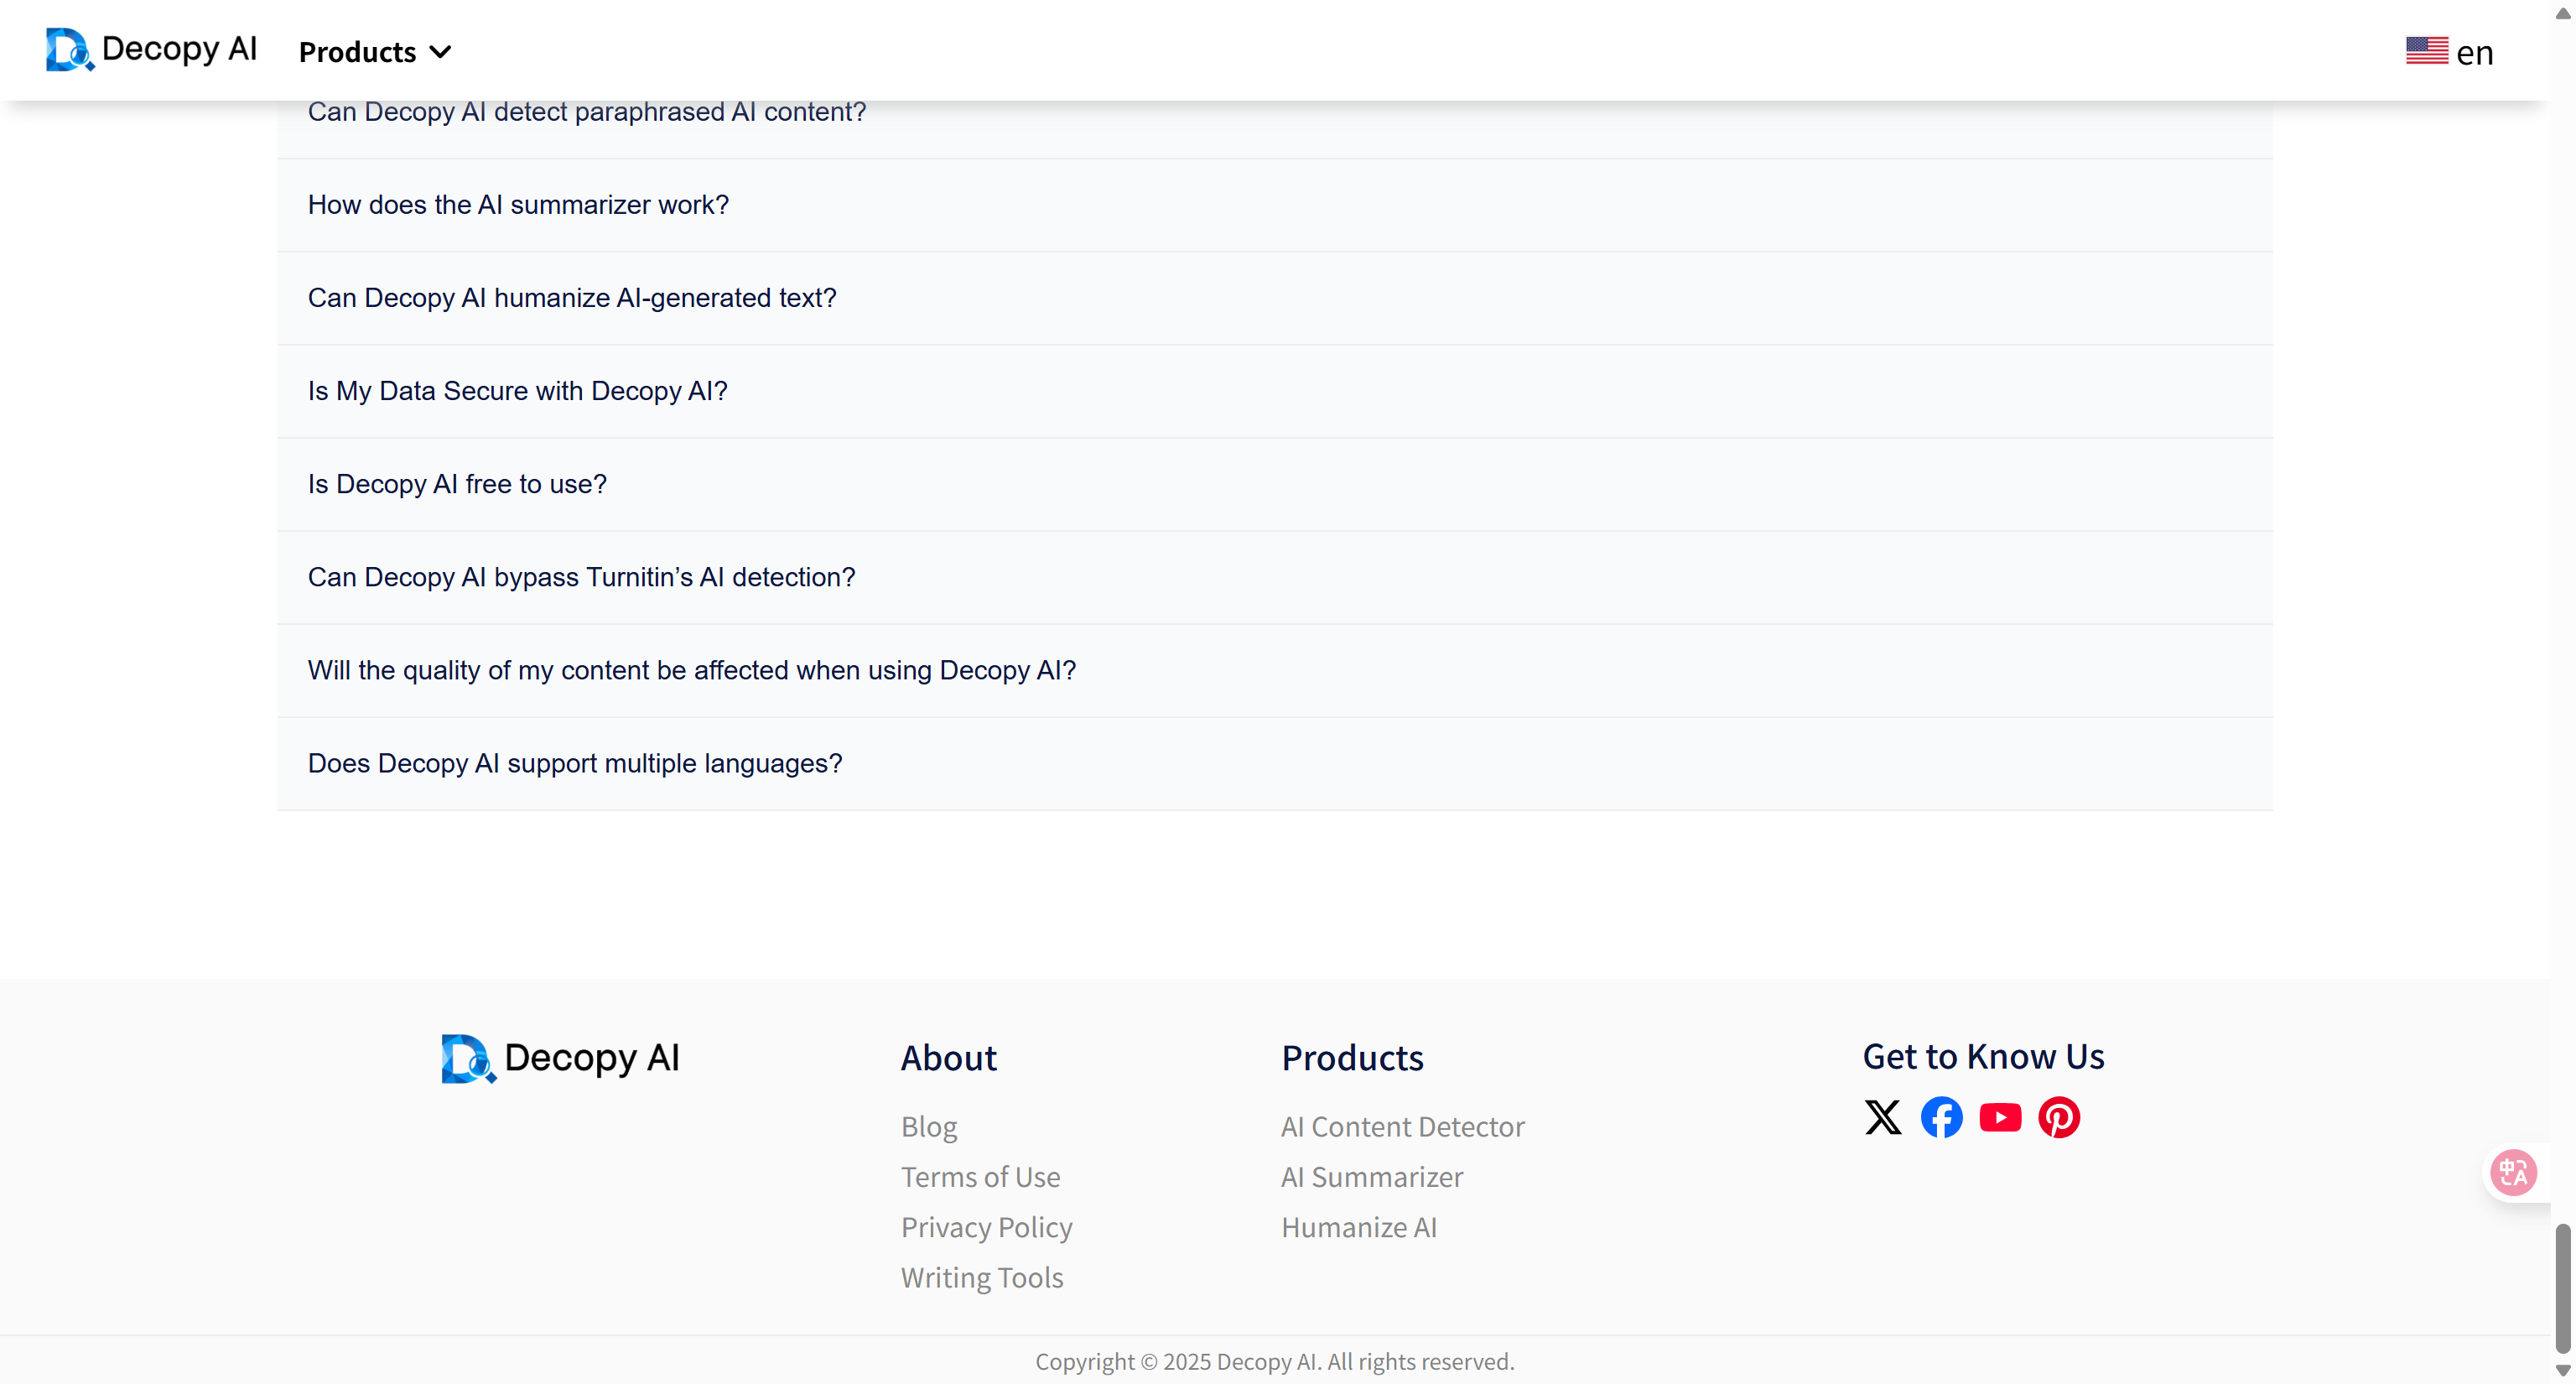 Decopy AI
Products
en
Can Decopy AI detect paraphrased AI content?
How does the AI summarizer work?
Can Decopy AI humanize AI-generated text?
Is My Data Secure with Decopy AI?
Is Decopy AI free to use?
Can Decopy AI bypass Turnitin’s AI detection?
Will the quality of my content be affected when using Decopy AI?
Does Decopy AI support multiple languages?
Decopy AI
About
Blog
Terms of Use
Privacy Policy
Writing Tools
Products
AI Content Detector
AI Summarizer
Humanize AI
Get to Know Us
中A
Copyright © 2025 Decopy AI. All rights reserved.